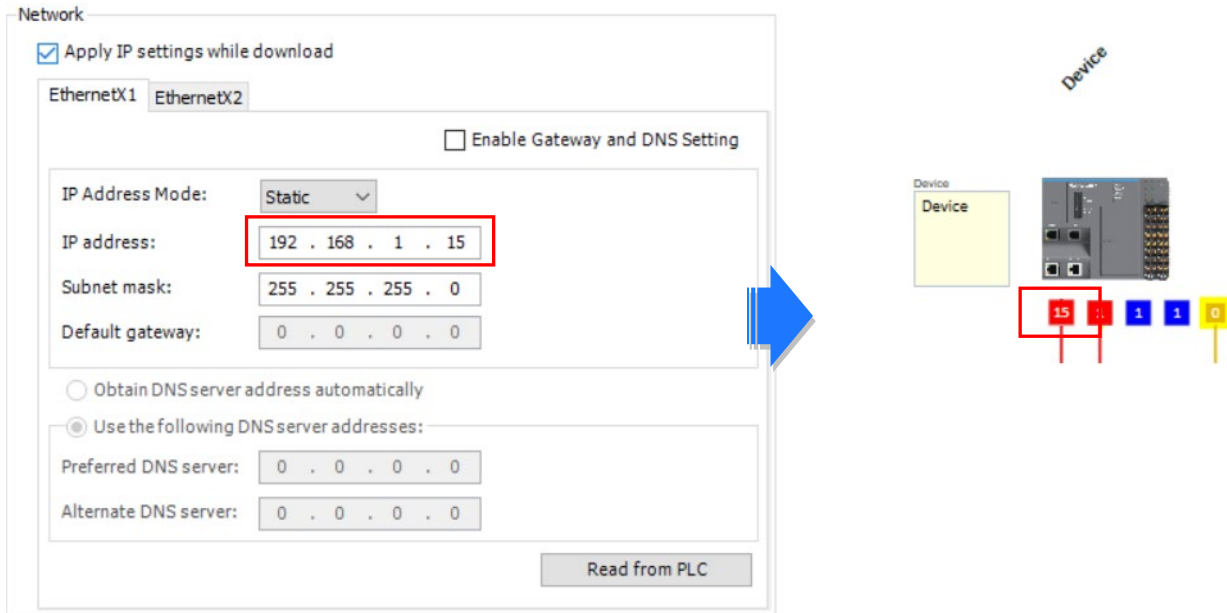 Network
Apply IP settings while download
EthernetX1 EthernetX2
Enable Gateway and DNS Setting
IP Address Mode: Static
IP address: 192 . 168 . 1 . 15
Subnet mask: 255 . 255 . 255 . 0
Default gateway: 0 . 0 . 0 . 0
Obtain DNS server address automatically
Use the following DNS server addresses:
Preferred DNS server: 0 . 0 . 0 . 0
Alternate DNS server: 0 . 0 . 0 . 0
Read from PLC
Device
Device
Device
15 1 1 1 0